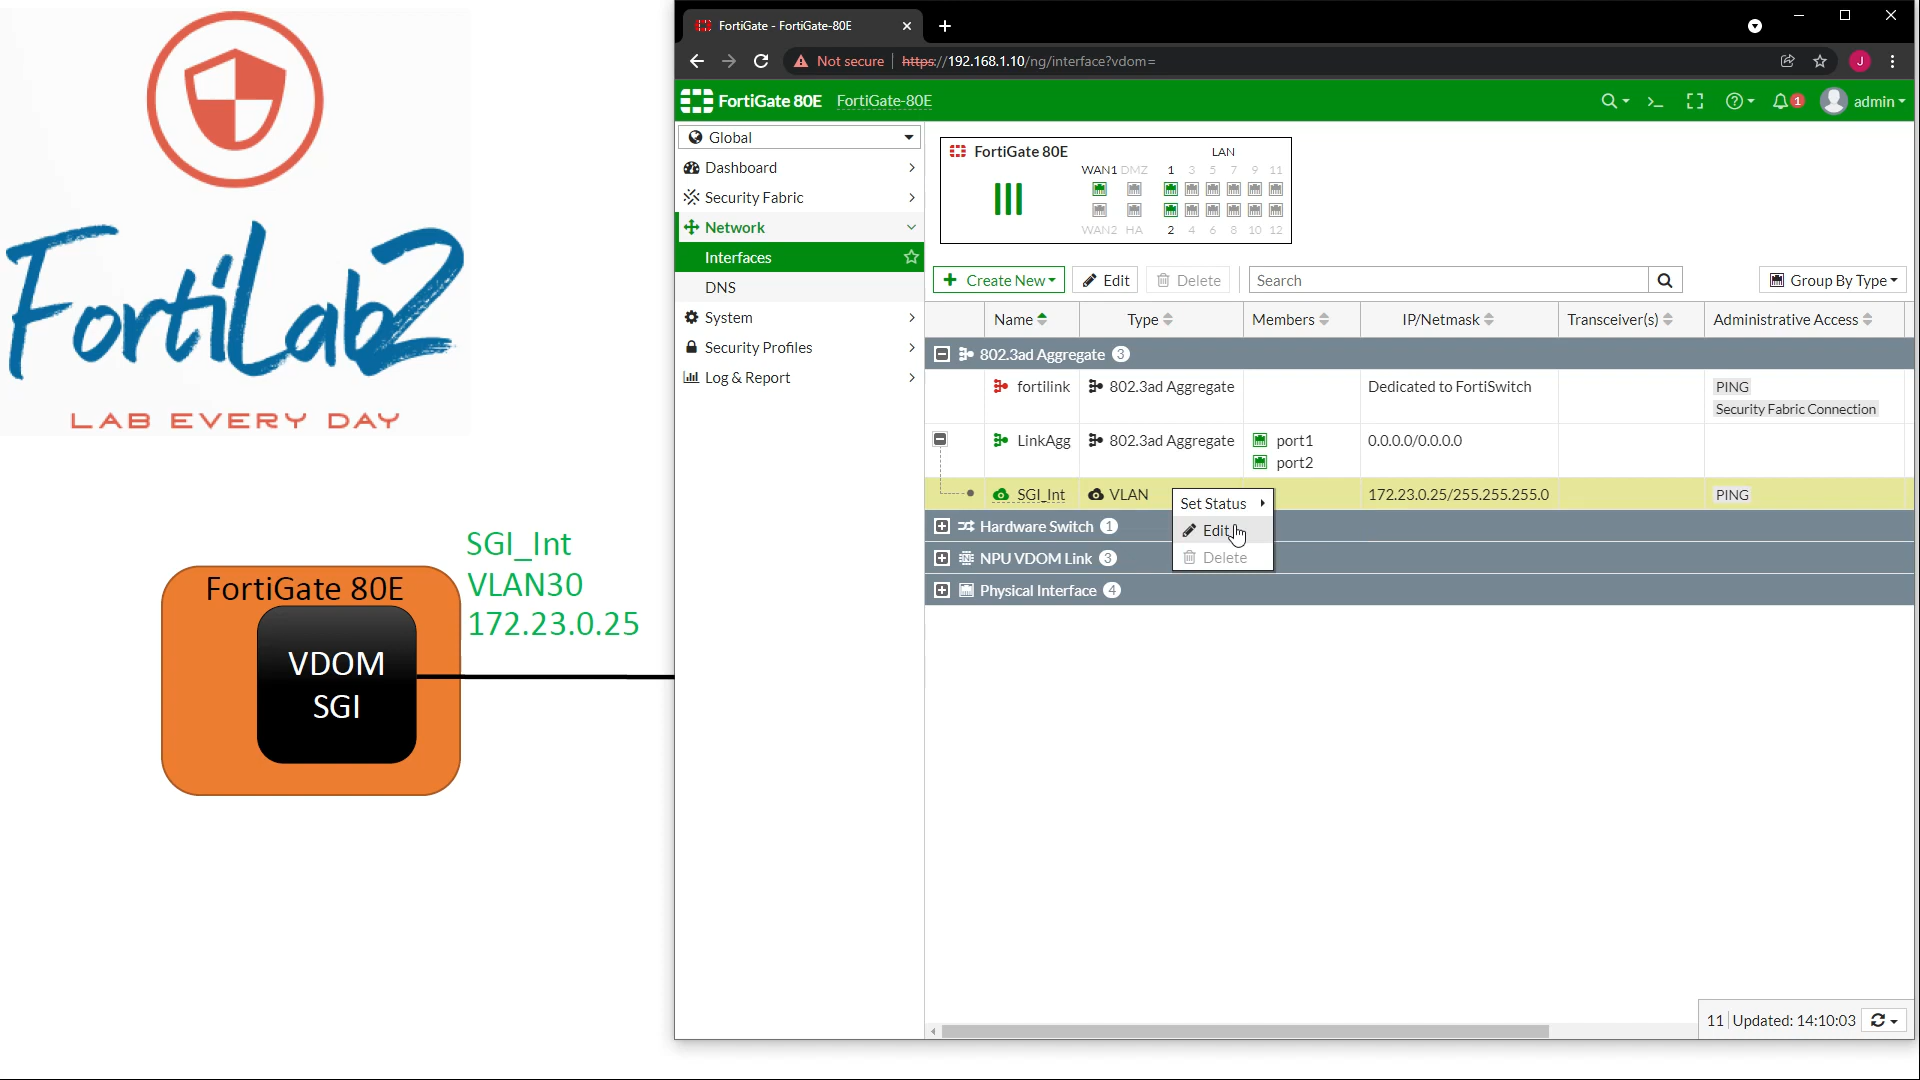 FortiLab2
LAB EVERY DAY
SGI_Int
VLAN30
172.23.0.25
FortiGate 80E
VDOM
SGI
FortiGate - FortiGate-80E
Not secure https://192.168.1.10/ng/interface?vdom=
J
FortiGate 80E FortiGate-80E
1 admin
Global
Dashboard
Security Fabric
Network
Interfaces
DNS
System
Security Profiles
Log & Report
FortiGate 80E
LAN
WAN1 DMZ 1 3 5 7 9 11
WAN2 HA 2 4 6 8 10 12
Create New Edit Delete Search Group By Type
Name Type Members IP/Netmask Transceiver(s) Administrative Access
802.3ad Aggregate 3
fortilink 802.3ad Aggregate Dedicated to FortiSwitch PING
Security Fabric Connection
LinkAgg 802.3ad Aggregate port1 0.0.0.0/0.0.0.0
port2
SGI_Int VLAN 172.23.0.25/255.255.255.0 PING
Set Status
Edit
Delete
Hardware Switch 1
NPU VDOM Link 3
Physical Interface 4
11 Updated: 14:10:03